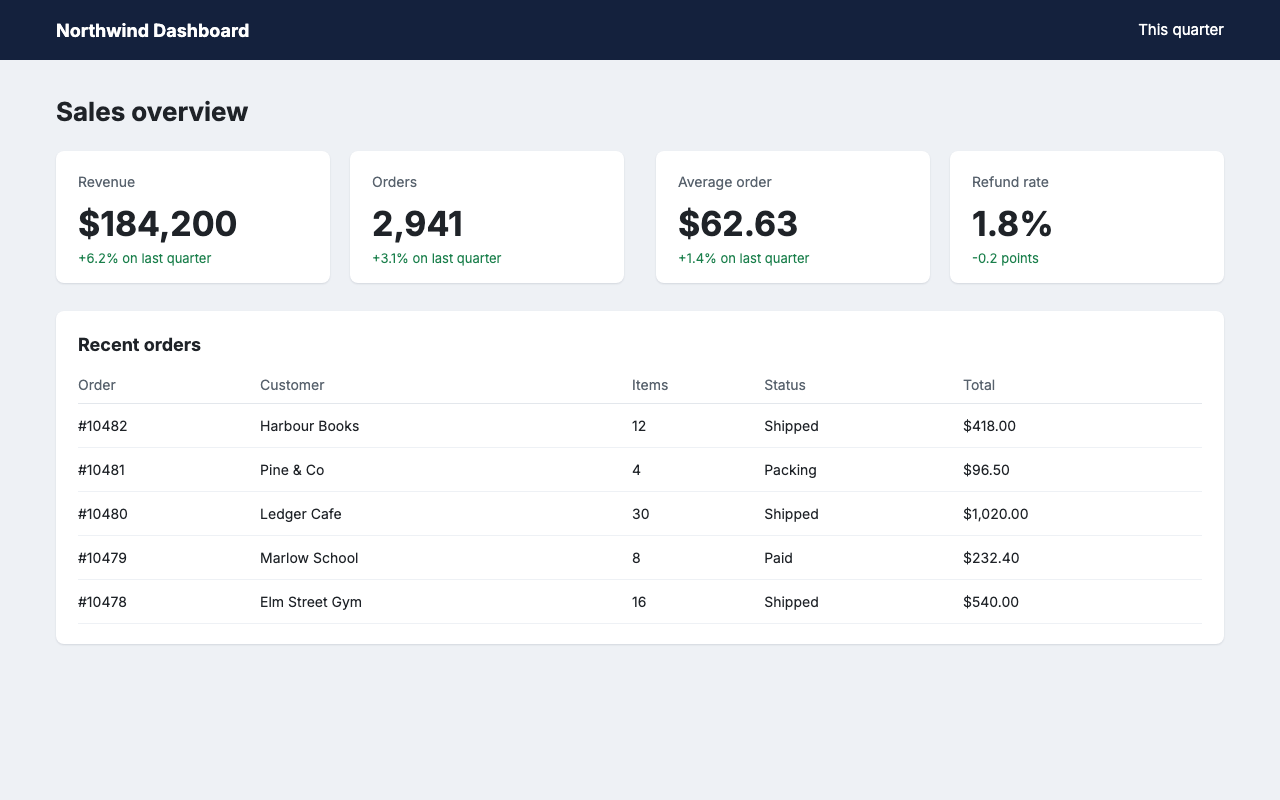 Northwind Dashboard
This quarter
Sales overview
Revenue
$184,200
+6.2% on last quarter
Orders
2,941
+3.1% on last quarter
Average order
$62.63
+1.4% on last quarter
Refund rate
1.8%
-0.2 points
Recent orders
Order Customer Items Status Total
#10482 Harbour Books 12 Shipped $418.00
#10481 Pine & Co 4 Packing $96.50
#10480 Ledger Cafe 30 Shipped $1,020.00
#10479 Marlow School 8 Paid $232.40
#10478 Elm Street Gym 16 Shipped $540.00